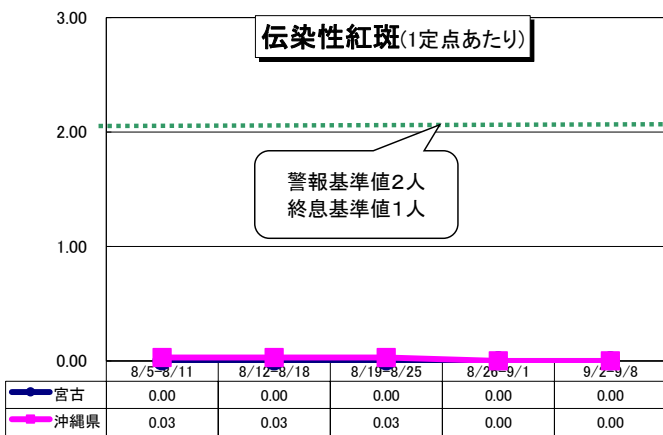 伝染性紅斑(1定点あたり)
3.00
2.00
警報基準値2人
終息基準値1人
1.00
0.00
8/5-8/11 8/12-8/18 8/19-8/25 8/26-9/1 9/2-9/8
宮古 0.00 0.00 0.00 0.00 0.00
沖縄県 0.03 0.03 0.03 0.00 0.00